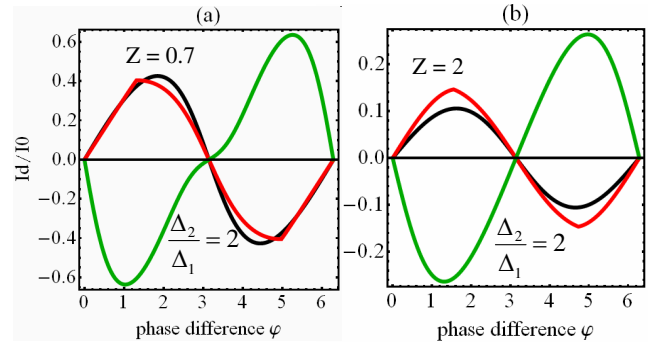 (a)
0.6
0.4
0.2
0.0
−0.2
−0.4
−0.6
Id/I0
Z = 0.7
Δ₂/Δ₁ = 2
0 1 2 3 4 5 6
phase difference φ
(b)
0.2
0.1
0.0
−0.1
−0.2
Z = 2
Δ₂/Δ₁ = 2
0 1 2 3 4 5 6
phase difference φ